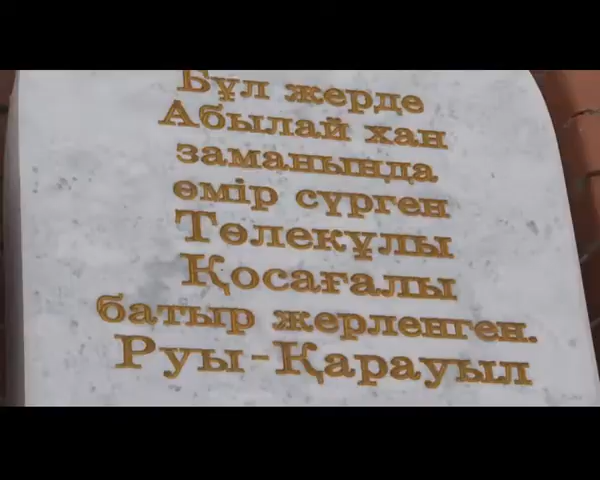 Бұл жерде
Абылай хан
заманында
өмір сүрген
Төлекұлы
Қосағалы
батыр жерленген.
Руы-Қарауыл